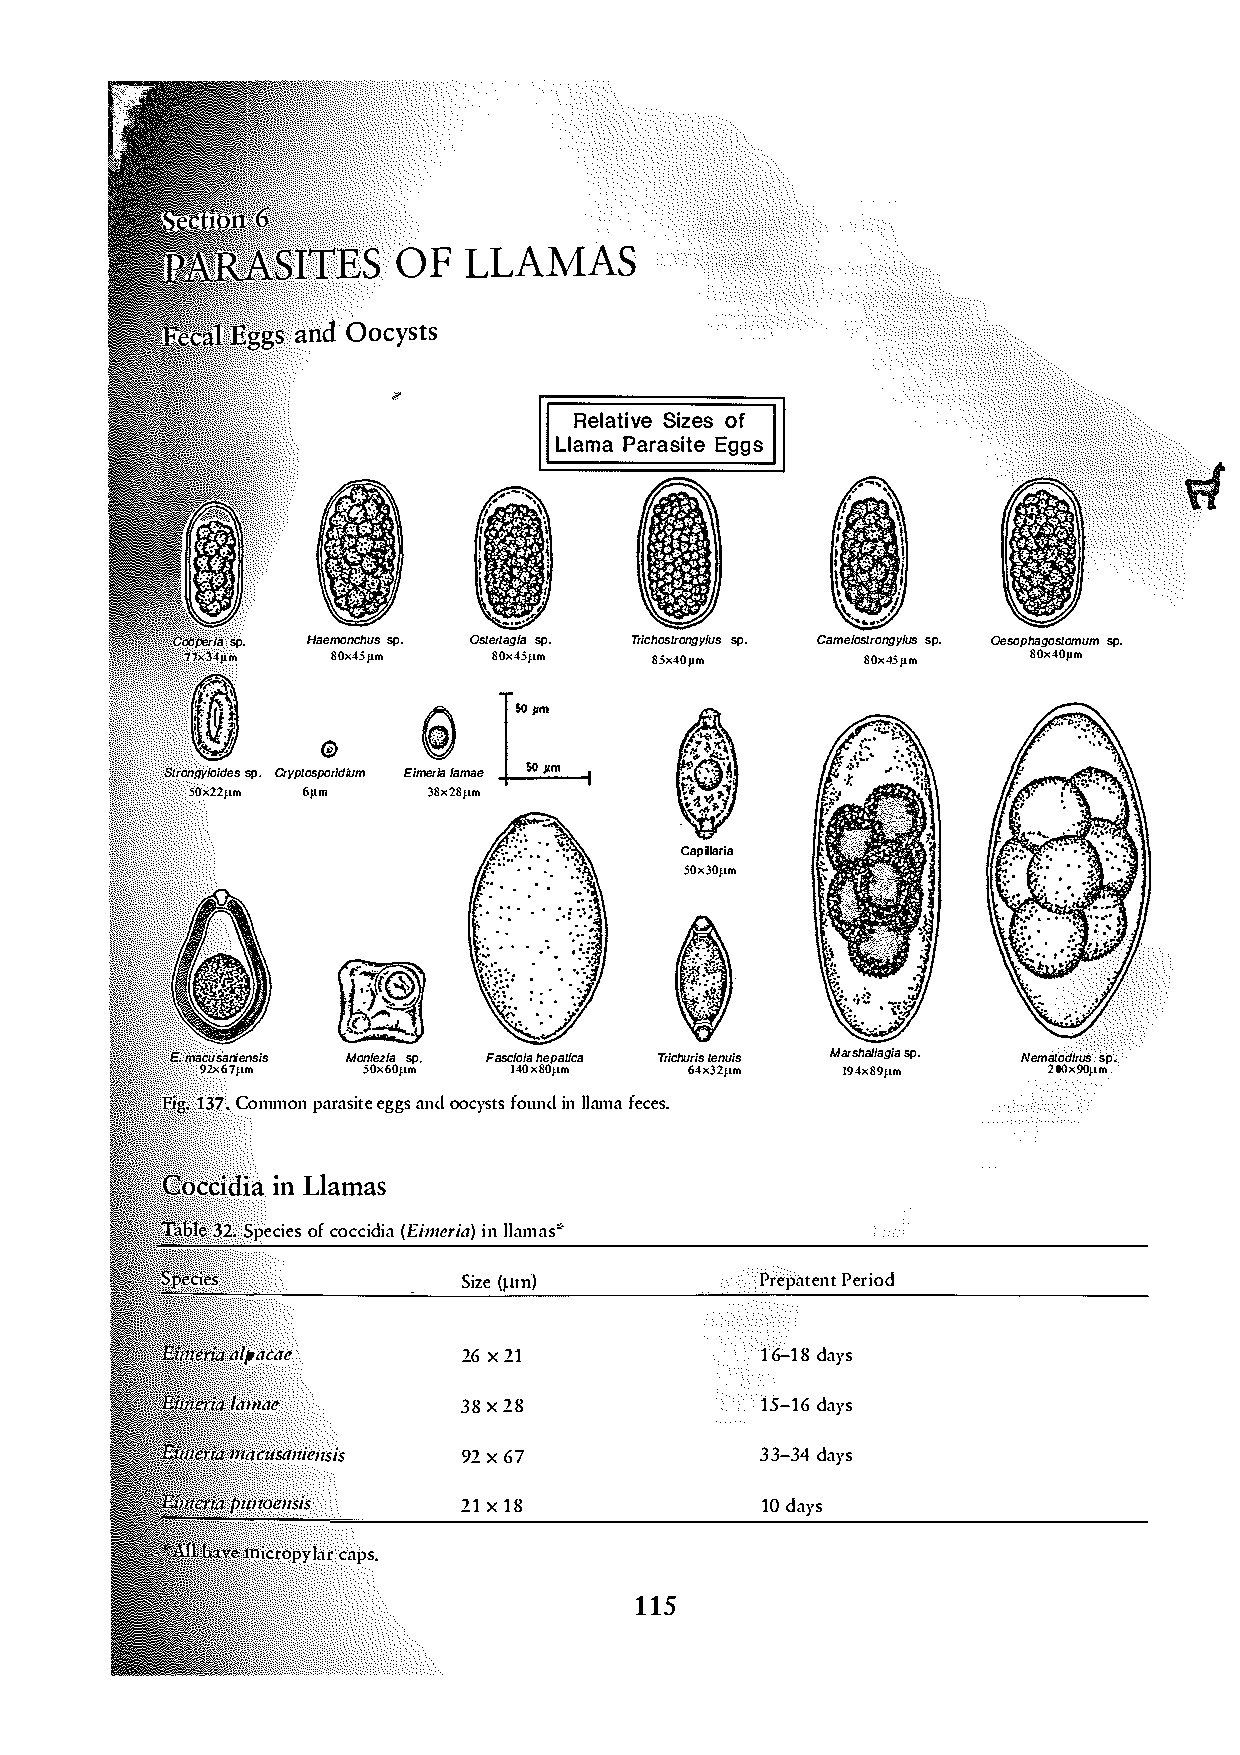 Section 6
PARASITES OF LLAMAS
Fecal Eggs and Oocysts
Relative Sizes of
Llama Parasite Eggs
Cooperia sp. Haemonchus sp. Ostertagia sp. Trichostrongylus sp. Camelostrongylus sp. Oesophagostomum sp.
77×34µm 80×45µm 80×45µm 85×40µm 80×45µm 80×40µm
50 µm
50 µm
Strongyloides sp. Cryptosporidium Eimeria lamae
50×22µm 6µm 38×28µm
Capillaria
50×30µm
E. macusaniensis Moniezia sp. Fasciola hepatica Trichuris tenuis Marshallagia sp. Nematodirus sp.
92×67µm 50×60µm 140×80µm 64×32µm 194×89µm 200×90µm
Fig. 137. Common parasite eggs and oocysts found in llama feces.
Coccidia in Llamas
Table 32. Species of coccidia (Eimeria) in llamas*
Species Size (µm) Prepatent Period
Eimeria alpacae 26 × 21 16–18 days
Eimeria lamae 38 × 28 15–16 days
Eimeria macusaniensis 92 × 67 33–34 days
Eimeria punoensis 21 × 18 10 days
*All have micropylar caps.
115